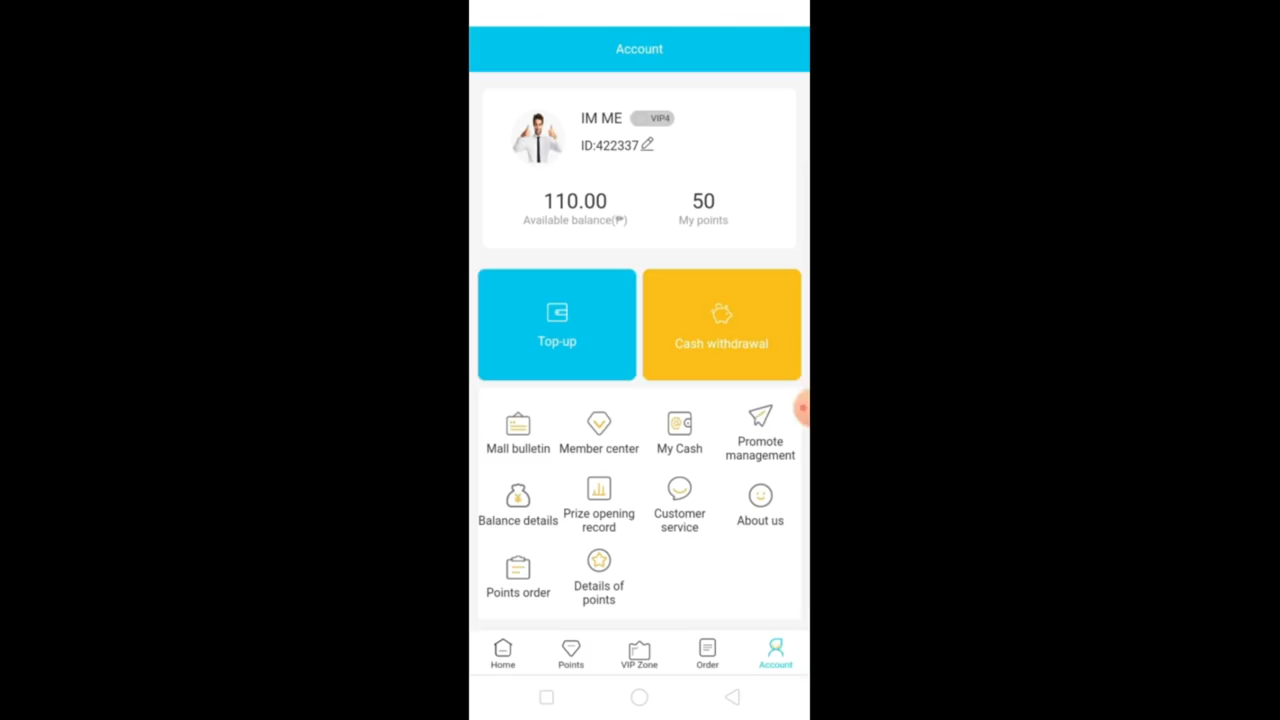 Account
IM ME VIP4
ID:422337
110.00 50
Available balance(₱) My points
Top-up Cash withdrawal
Mall bulletin Member center My Cash Promote
management
Balance details Prize opening
record Customer
service About us
Points order Details of
points
Home Points VIP Zone Order Account